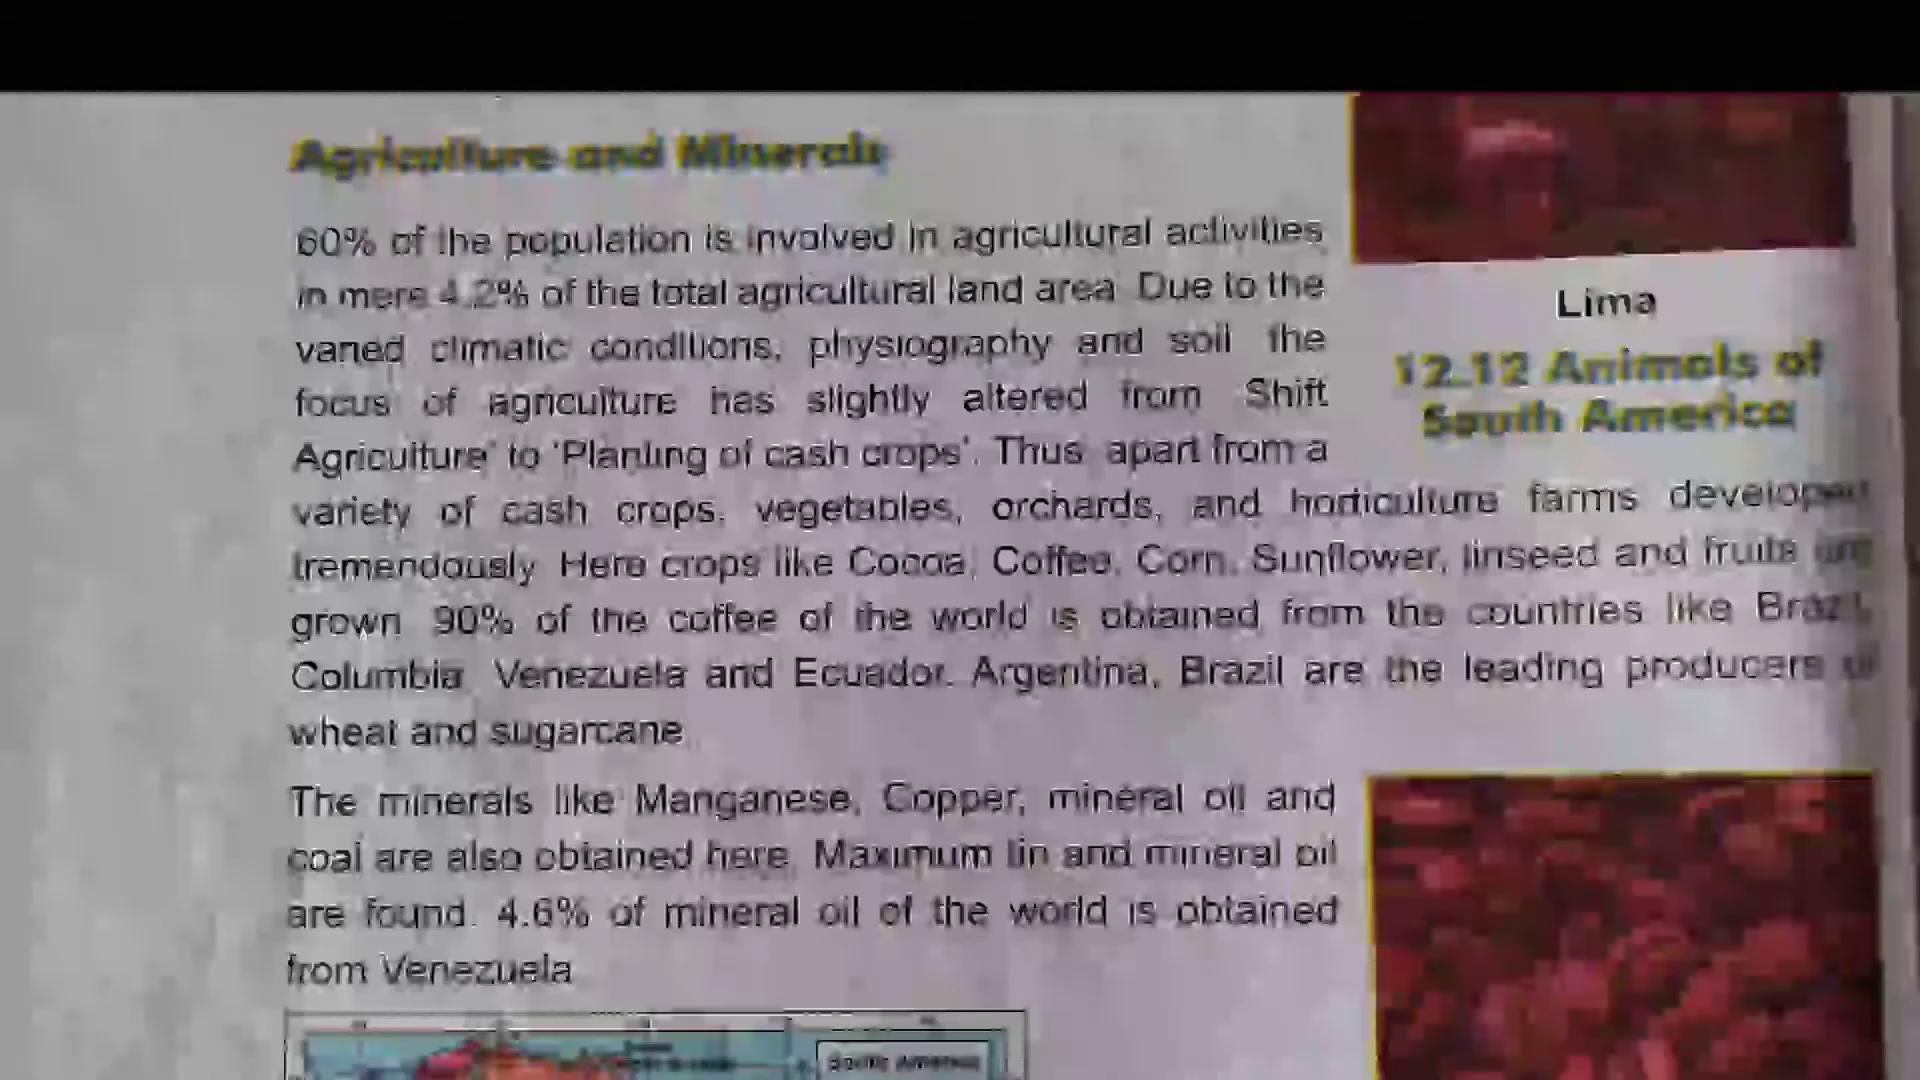 Agriculture and Minerals
60% of the population is involved in agricultural activities
in mere 4.2% of the total agricultural land area. Due to the
varied climatic conditions, physiography and soil the
focus of agriculture has slightly altered from 'Shift
Agriculture' to 'Planting of cash crops'. Thus, apart from a
variety of cash crops, vegetables, orchards, and horticulture farms developed
tremendously. Here crops like Cocoa, Coffee, Corn, Sunflower, linseed and fruits are
grown. 90% of the coffee of the world is obtained from the countries like Brazil,
Columbia, Venezuela and Ecuador. Argentina, Brazil are the leading producers of
wheat and sugarcane.
The minerals like Manganese, Copper, mineral oil and
coal are also obtained here. Maximum tin and mineral oil
are found. 4.6% of mineral oil of the world is obtained
from Venezuela.
Lima
12.12 Animals of
South America
South America